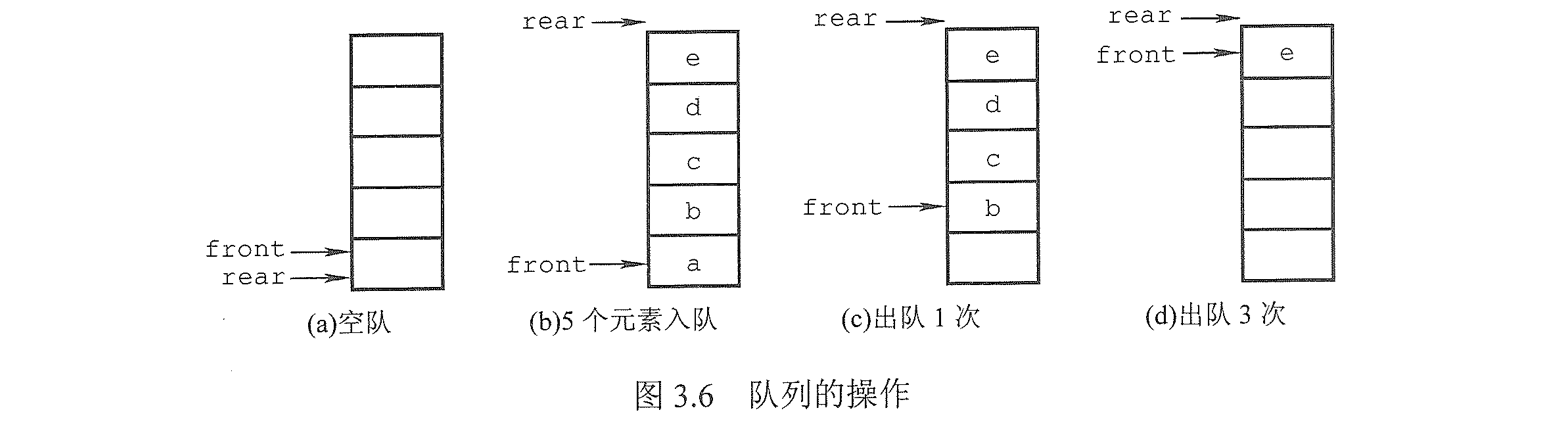 rear
e
d
c
b
a
front
front
rear
rear
e
d
c
b
front
rear
front
e
(a)空队
(b)5 个元素入队
(c)出队 1 次
(d)出队 3 次
图 3.6 队列的操作